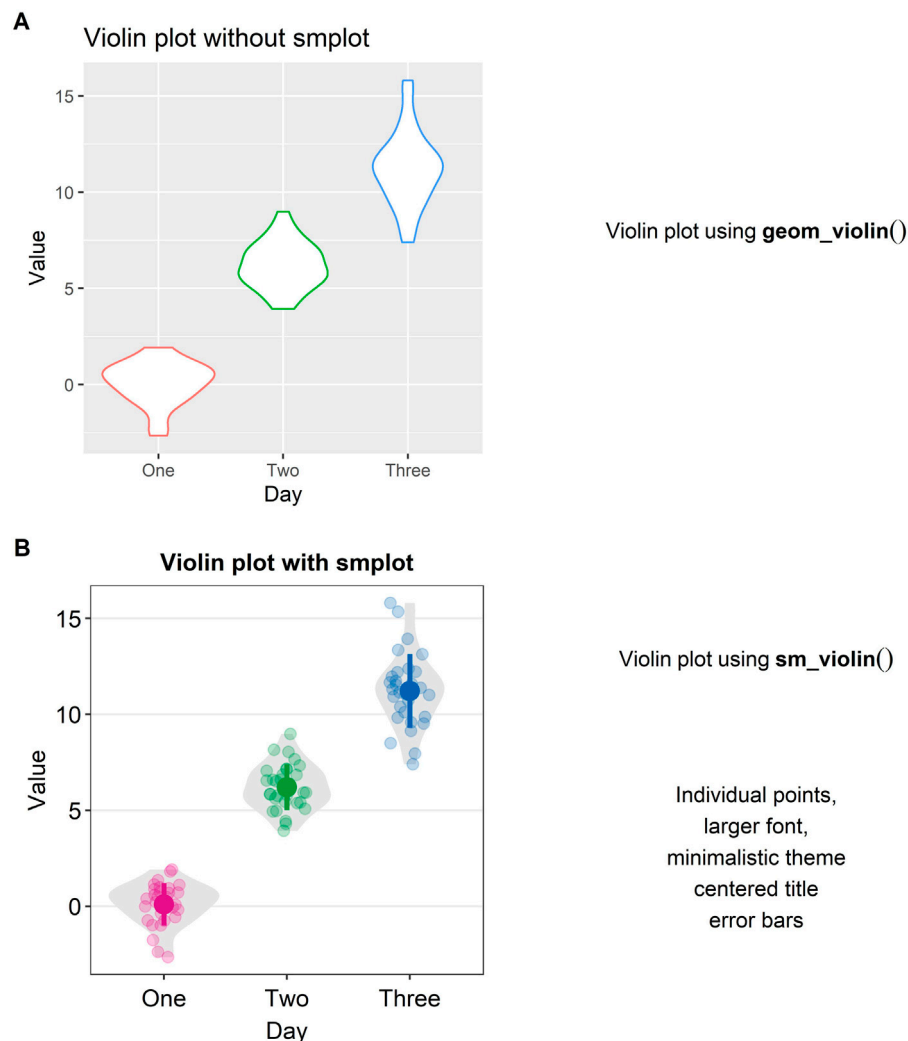 A
Violin plot without smplot
15
10
5
0
Value
One Two Three
Day
Violin plot using geom_violin()
B
Violin plot with smplot
15
10
5
0
Value
One Two Three
Day
Violin plot using sm_violin()
Individual points,
larger font,
minimalistic theme
centered title
error bars